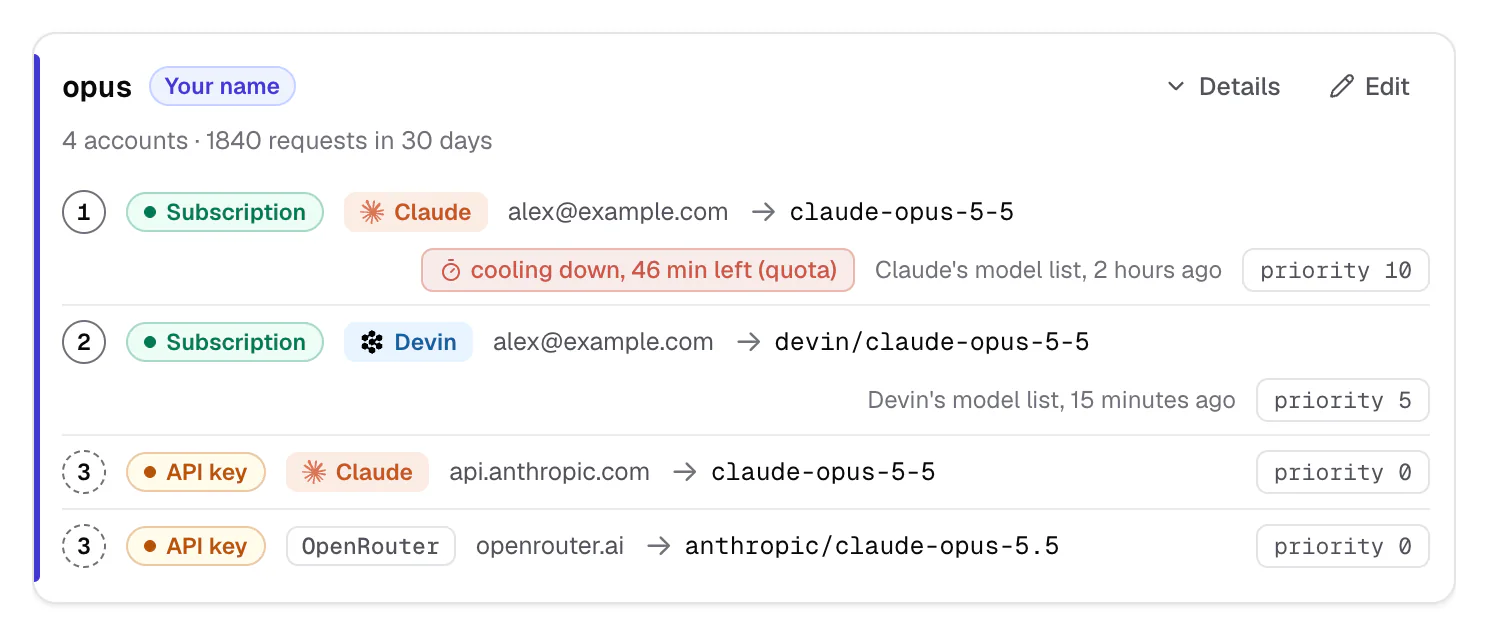 opus Your name Details Edit
4 accounts · 1840 requests in 30 days
1 Subscription Claude alex@example.com → claude-opus-5-5
cooling down, 46 min left (quota) Claude's model list, 2 hours ago priority 10
2 Subscription Devin alex@example.com → devin/claude-opus-5-5
Devin's model list, 15 minutes ago priority 5
3 API key Claude api.anthropic.com → claude-opus-5-5 priority 0
3 API key OpenRouter openrouter.ai → anthropic/claude-opus-5.5 priority 0